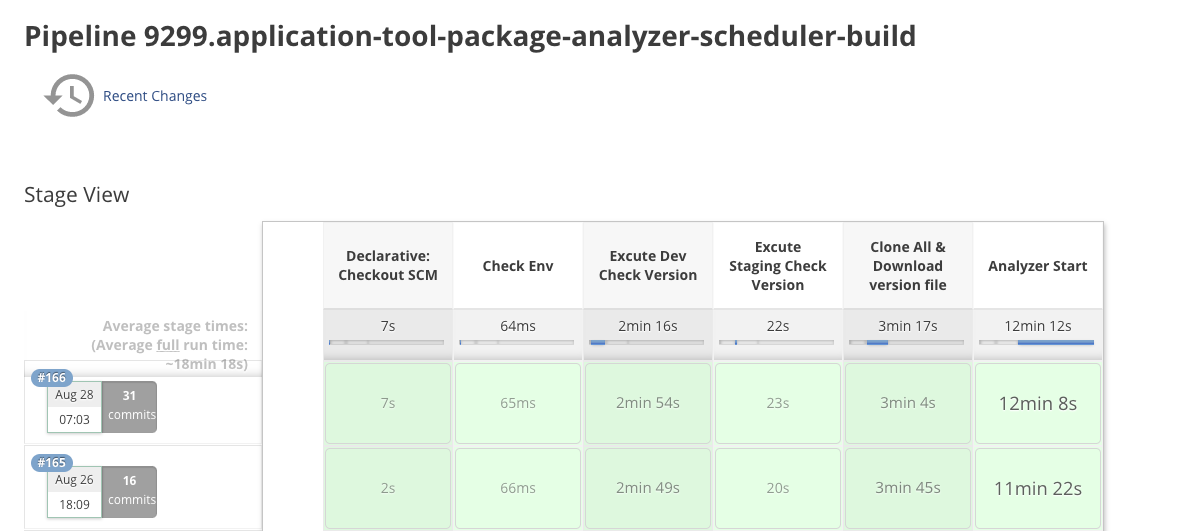 Pipeline 9299.application-tool-package-analyzer-scheduler-build
Recent Changes
Stage View
Declarative:
Checkout SCM
Check Env
Excute Dev
Check Version
Excute
Staging Check
Version
Clone All &
Download
version file
Analyzer Start
Average stage times:
(Average full run time:
~18min 18s)
7s
64ms
2min 16s
22s
3min 17s
12min 12s
#166
Aug 28
07:03
31
commits
7s
65ms
2min 54s
23s
3min 4s
12min 8s
#165
Aug 26
18:09
16
commits
2s
66ms
2min 49s
20s
3min 45s
11min 22s